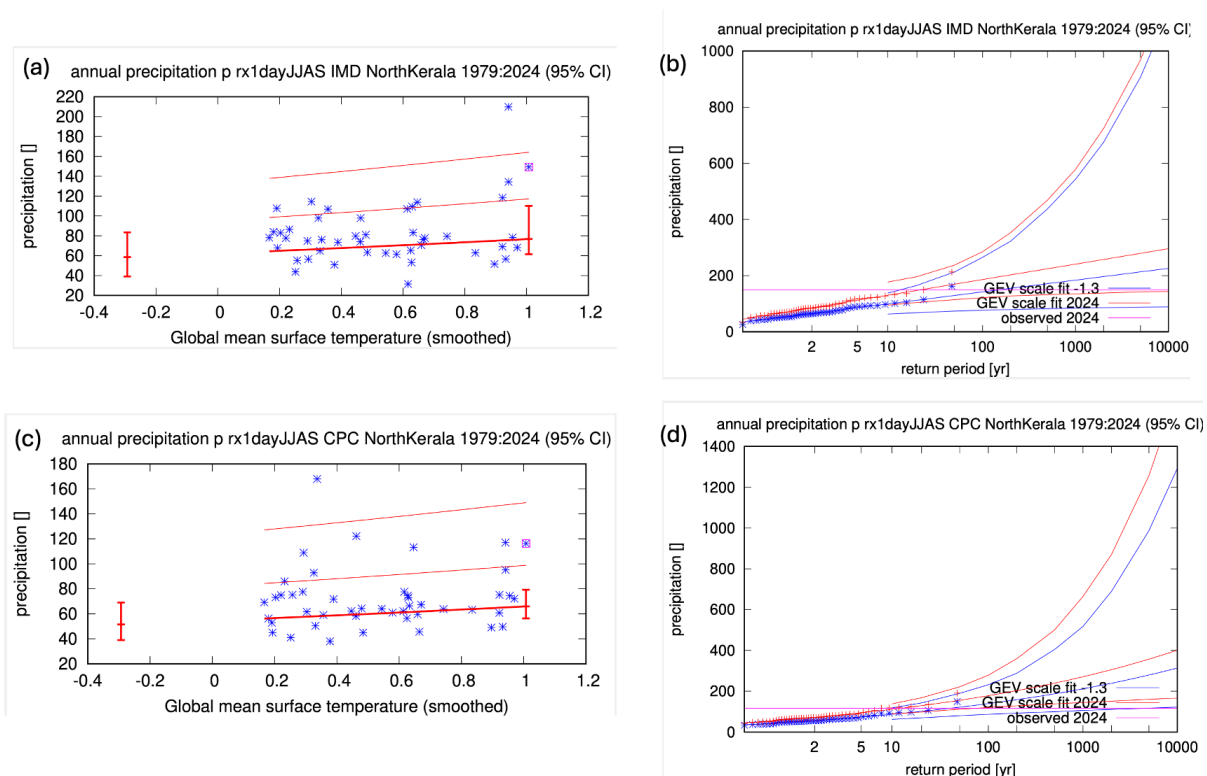 (a)
annual precipitation p rx1dayJJAS IMD NorthKerala 1979:2024 (95% CI)
precipitation []
220
200
180
160
140
120
100
80
60
40
20
-0.4 -0.2 0 0.2 0.4 0.6 0.8 1 1.2
Global mean surface temperature (smoothed)
(b)
annual precipitation p rx1dayJJAS IMD NorthKerala 1979:2024 (95% CI)
precipitation []
1000
800
600
400
200
0
GEV scale fit -1.3
GEV scale fit 2024
observed 2024
2 5 10 100 1000 10000
return period [yr]
(c)
annual precipitation p rx1dayJJAS CPC NorthKerala 1979:2024 (95% CI)
precipitation []
180
160
140
120
100
80
60
40
20
-0.4 -0.2 0 0.2 0.4 0.6 0.8 1 1.2
Global mean surface temperature (smoothed)
(d)
annual precipitation p rx1dayJJAS CPC NorthKerala 1979:2024 (95% CI)
precipitation []
1400
1200
1000
800
600
400
200
0
GEV scale fit -1.3
GEV scale fit 2024
observed 2024
2 5 10 100 1000 10000
return period [yr]